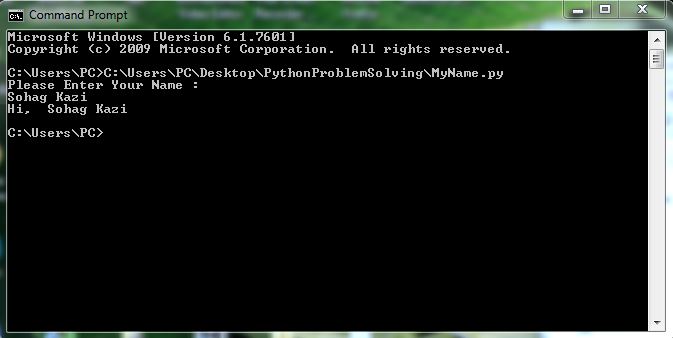 Command Prompt
Microsoft Windows [Version 6.1.7601]
Copyright (c) 2009 Microsoft Corporation.  All rights reserved.
C:\Users\PC>C:\Users\PC\Desktop\PythonProblemSolving\MyName.py
Please Enter Your Name :
Sohag Kazi
Hi,  Sohag Kazi
C:\Users\PC>